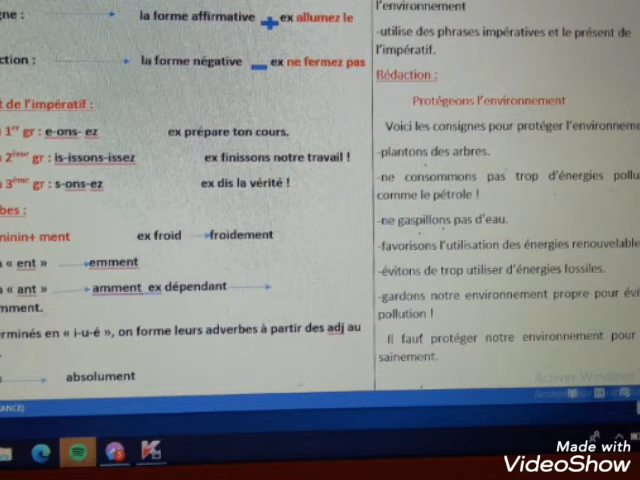 gne : la forme affirmative ex allumez le
ction : la forme négative ex ne fermez pas
t de l'impératif :
1er gr : e-ons- ez ex prépare ton cours.
2ème gr : is-issons-issez ex finissons notre travail !
3ème gr : s-ons-ez ex dis la vérité !
bes :
minin+ ment ex froid froidement
« ent » emment
« ant » amment ex dépendant
mment.
erminés en « i-u-é », on forme leurs adverbes à partir des adj au
absolument
l'environnement
-utilise des phrases impératives et le présent de
l'impératif.
Rédaction :
Protégeons l'environnement
Voici les consignes pour protéger l'environneme
-plantons des arbres.
-ne consommons pas trop d'énergies pollu
comme le pétrole !
-ne gaspillons pas d'eau.
-favorisons l'utilisation des énergies renouvelable
-évitons de trop utiliser d'énergies fossiles.
-gardons notre environnement propre pour évi
pollution !
Il faut protéger notre environnement pour
sainement.
Activer Windows
ANCE)
Made with
VideoShow